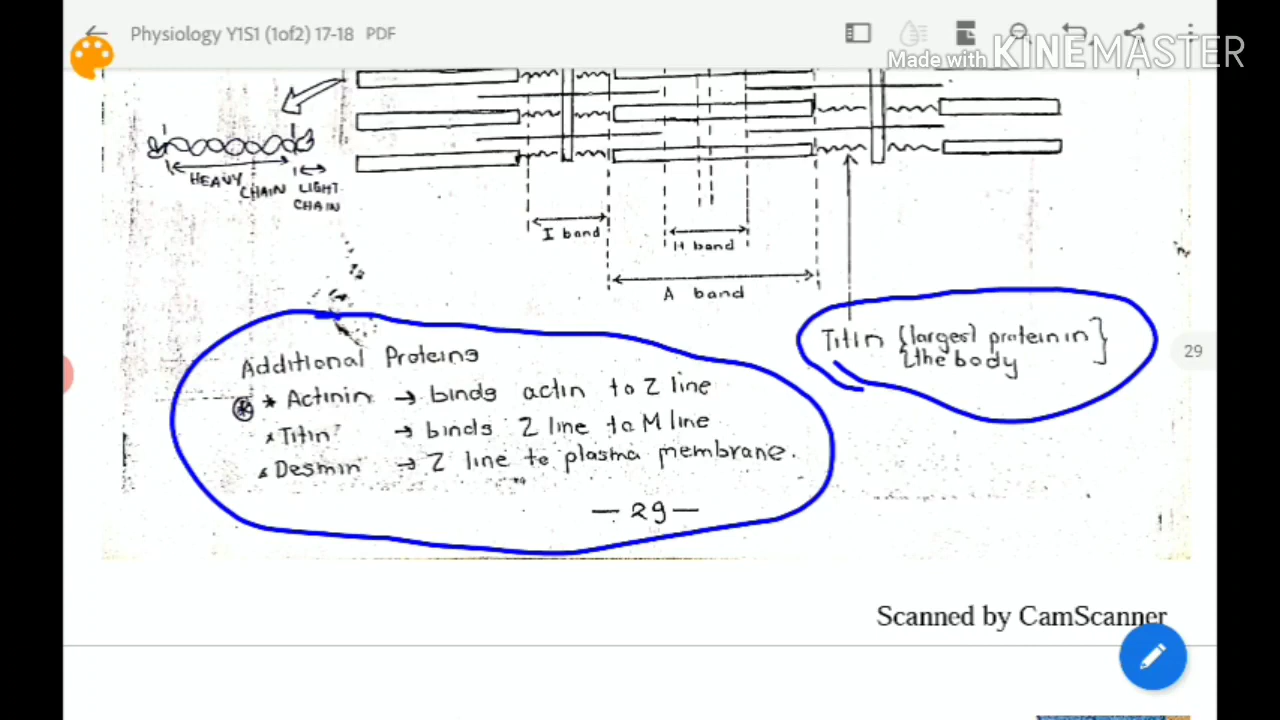 Physiology Y1S1 (1of2) 17-18 PDF
Made with KINEMASTER
HEAVY CHAIN
LIGHT CHAIN
I band
H band
A band
Titin {largest protein in}
{the body
29
Additional Proteins
* Actinin → binds actin to Z line
* Titin → binds Z line to M line
* Desmin → Z line to plasma membrane.
— 29 —
Scanned by CamScanner